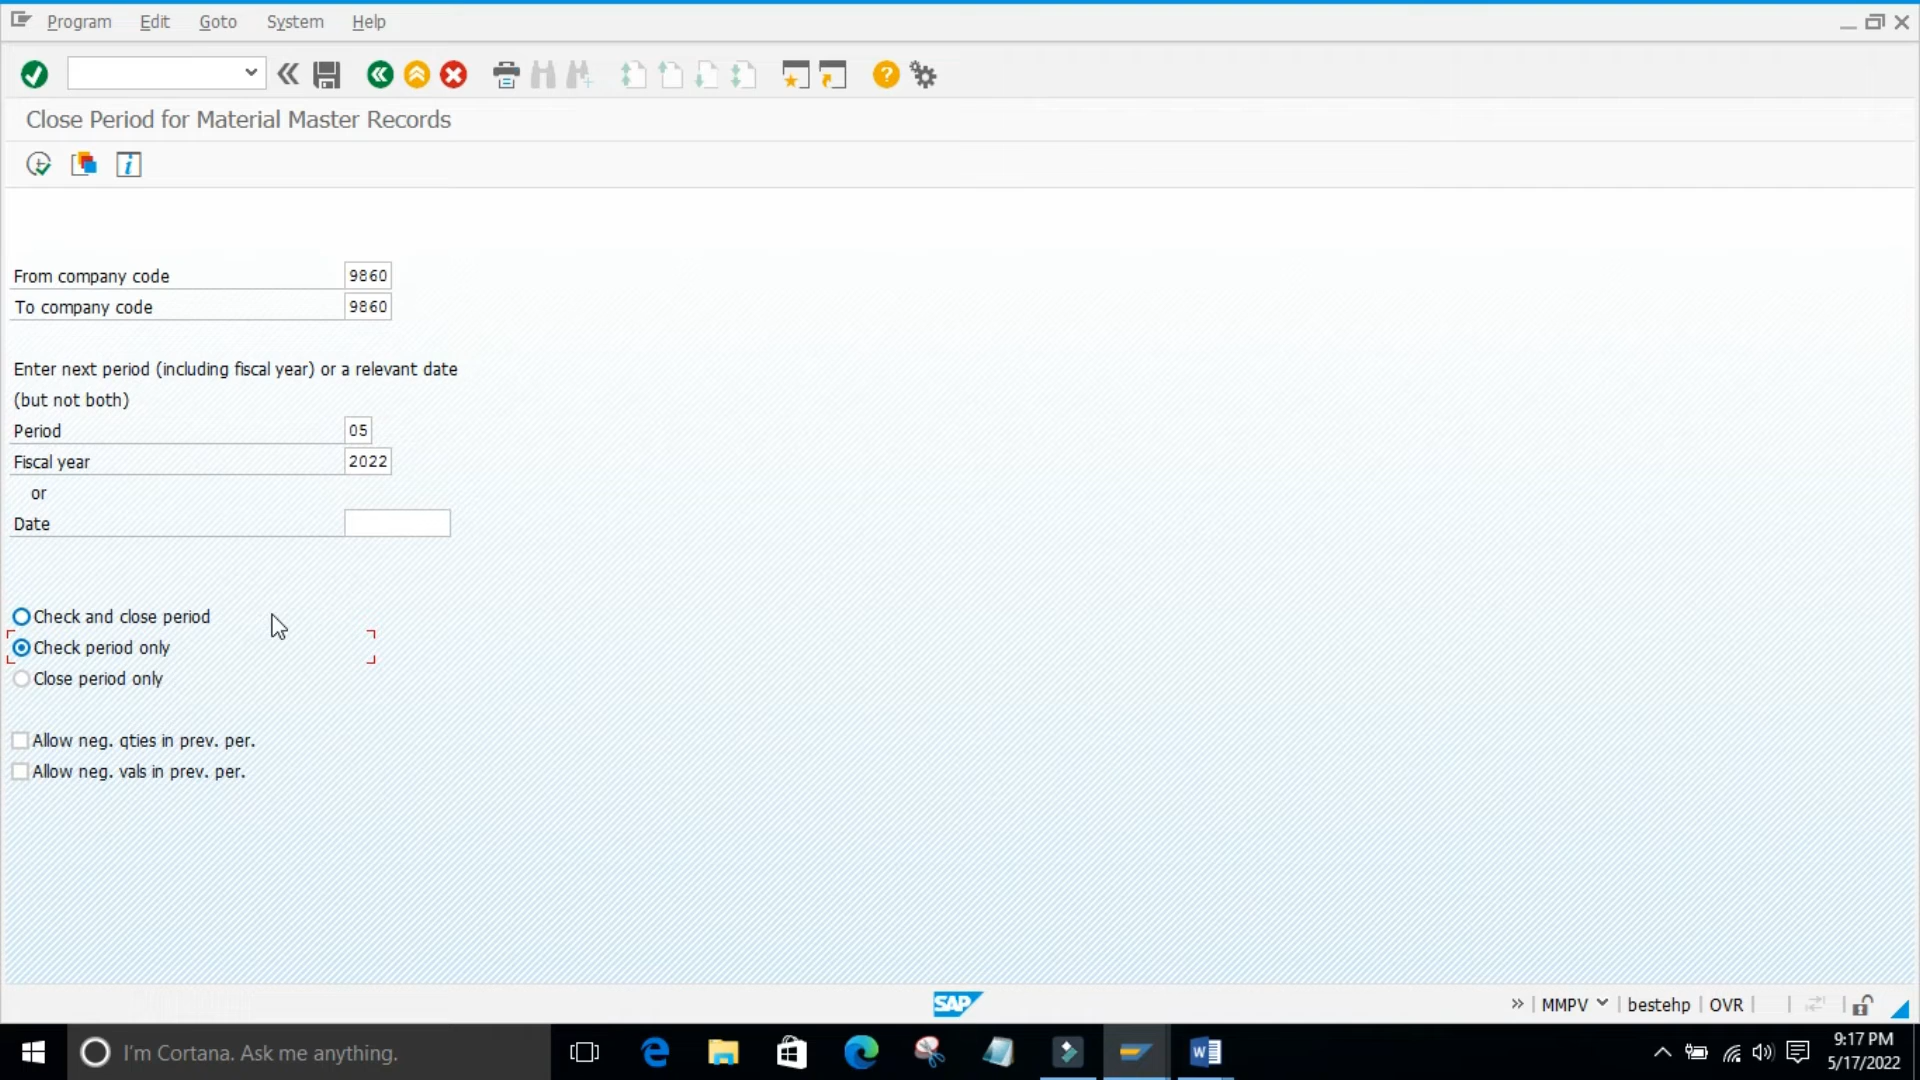 Program Edit Goto System Help
Close Period for Material Master Records
From company code 9860
To company code 9860
Enter next period (including fiscal year) or a relevant date
(but not both)
Period 05
Fiscal year 2022
or
Date
Check and close period
Check period only
Close period only
Allow neg. qties in prev. per.
Allow neg. vals in prev. per.
SAP MMPV bestehp OVR
I'm Cortana. Ask me anything.
9:17 PM
5/17/2022